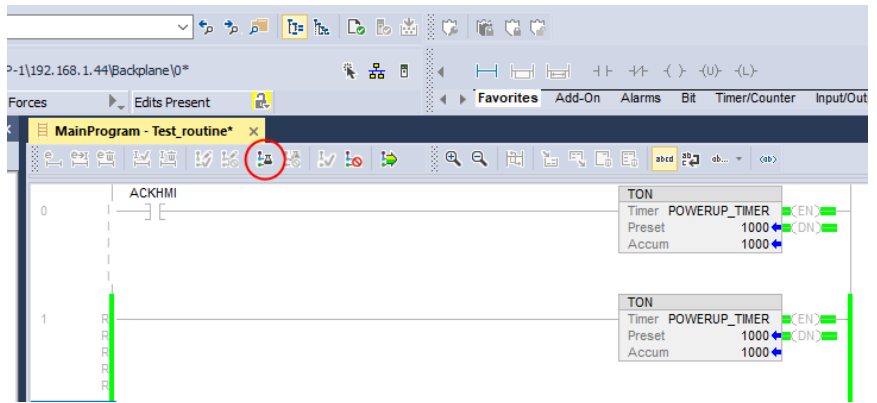 P-1\192.168.1.44\Backplane\0*
Forces Edits Present
Favorites Add-On Alarms Bit Timer/Counter Input/Out
MainProgram - Test_routine*
abcd ab... <ab>
ACKHMI
TON
0
Timer POWERUP_TIMER EN
Preset 1000 DN
Accum 1000
TON
1 R
Timer POWERUP_TIMER EN
R
Preset 1000 DN
R
Accum 1000
R
R